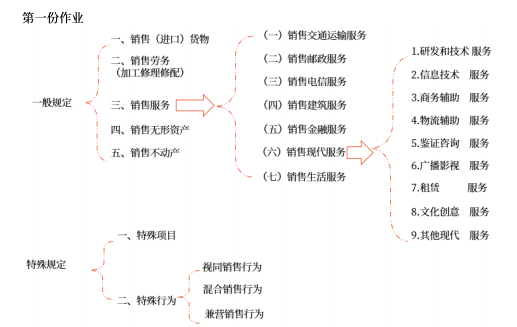 第一份作业
一般规定
一、销售（进口）货物
二、销售劳务
（加工修理修配）
三、销售服务
四、销售无形资产
五、销售不动产
（一）销售交通运输服务
（二）销售邮政服务
（三）销售电信服务
（四）销售建筑服务
（五）销售金融服务
（六）销售现代服务
（七）销售生活服务
1.研发和技术 服务
2.信息技术 服务
3.商务辅助 服务
4.物流辅助 服务
5.鉴证咨询 服务
6.广播影视 服务
7.租赁 服务
8.文化创意 服务
9.其他现代 服务
特殊规定
一、特殊项目
二、特殊行为
视同销售行为
混合销售行为
兼营销售行为